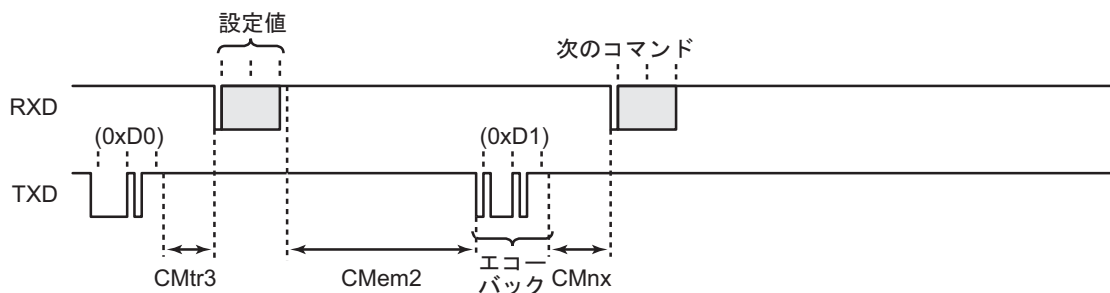 設定値
次のコマンド
RXD
(0xD0)
(0xD1)
TXD
CMtr3
CMem2
エコー
バック
CMnx